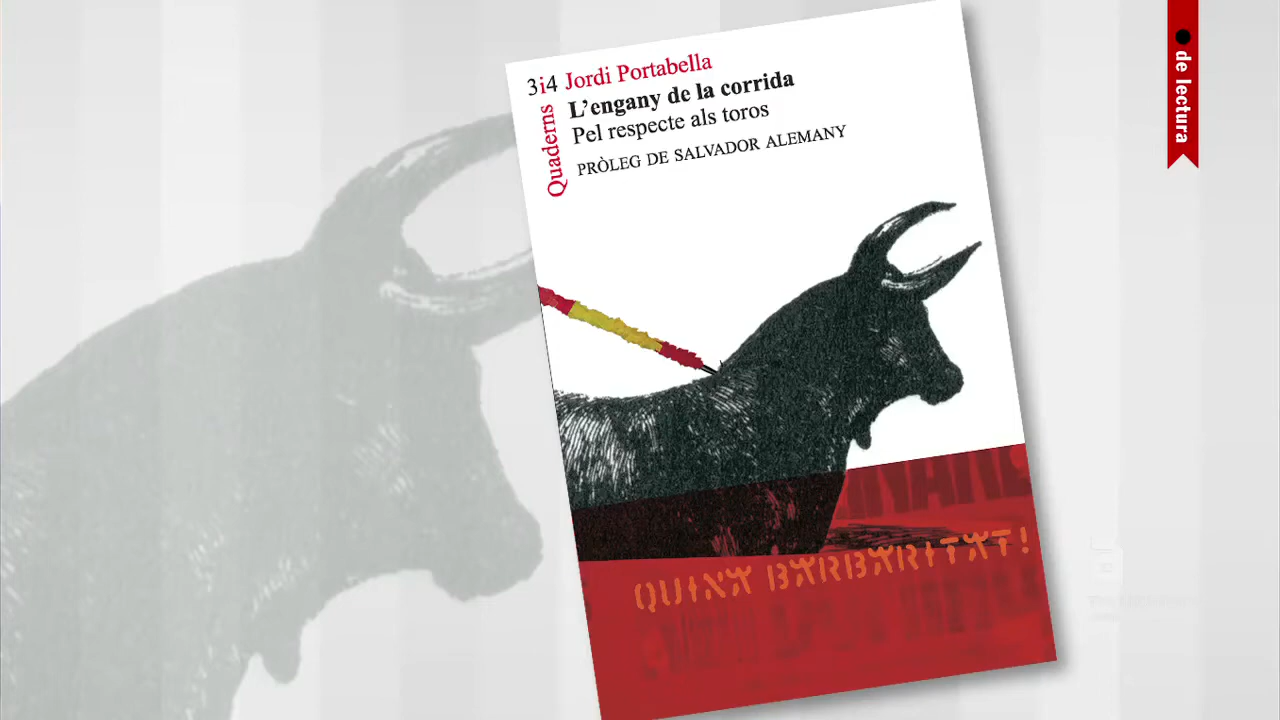 3i4 Jordi Portabella
Quaderns
L'engany de la corrida
Pel respecte als toros
PRÒLEG DE SALVADOR ALEMANY
QUINA BARBARITAT!
de lectura